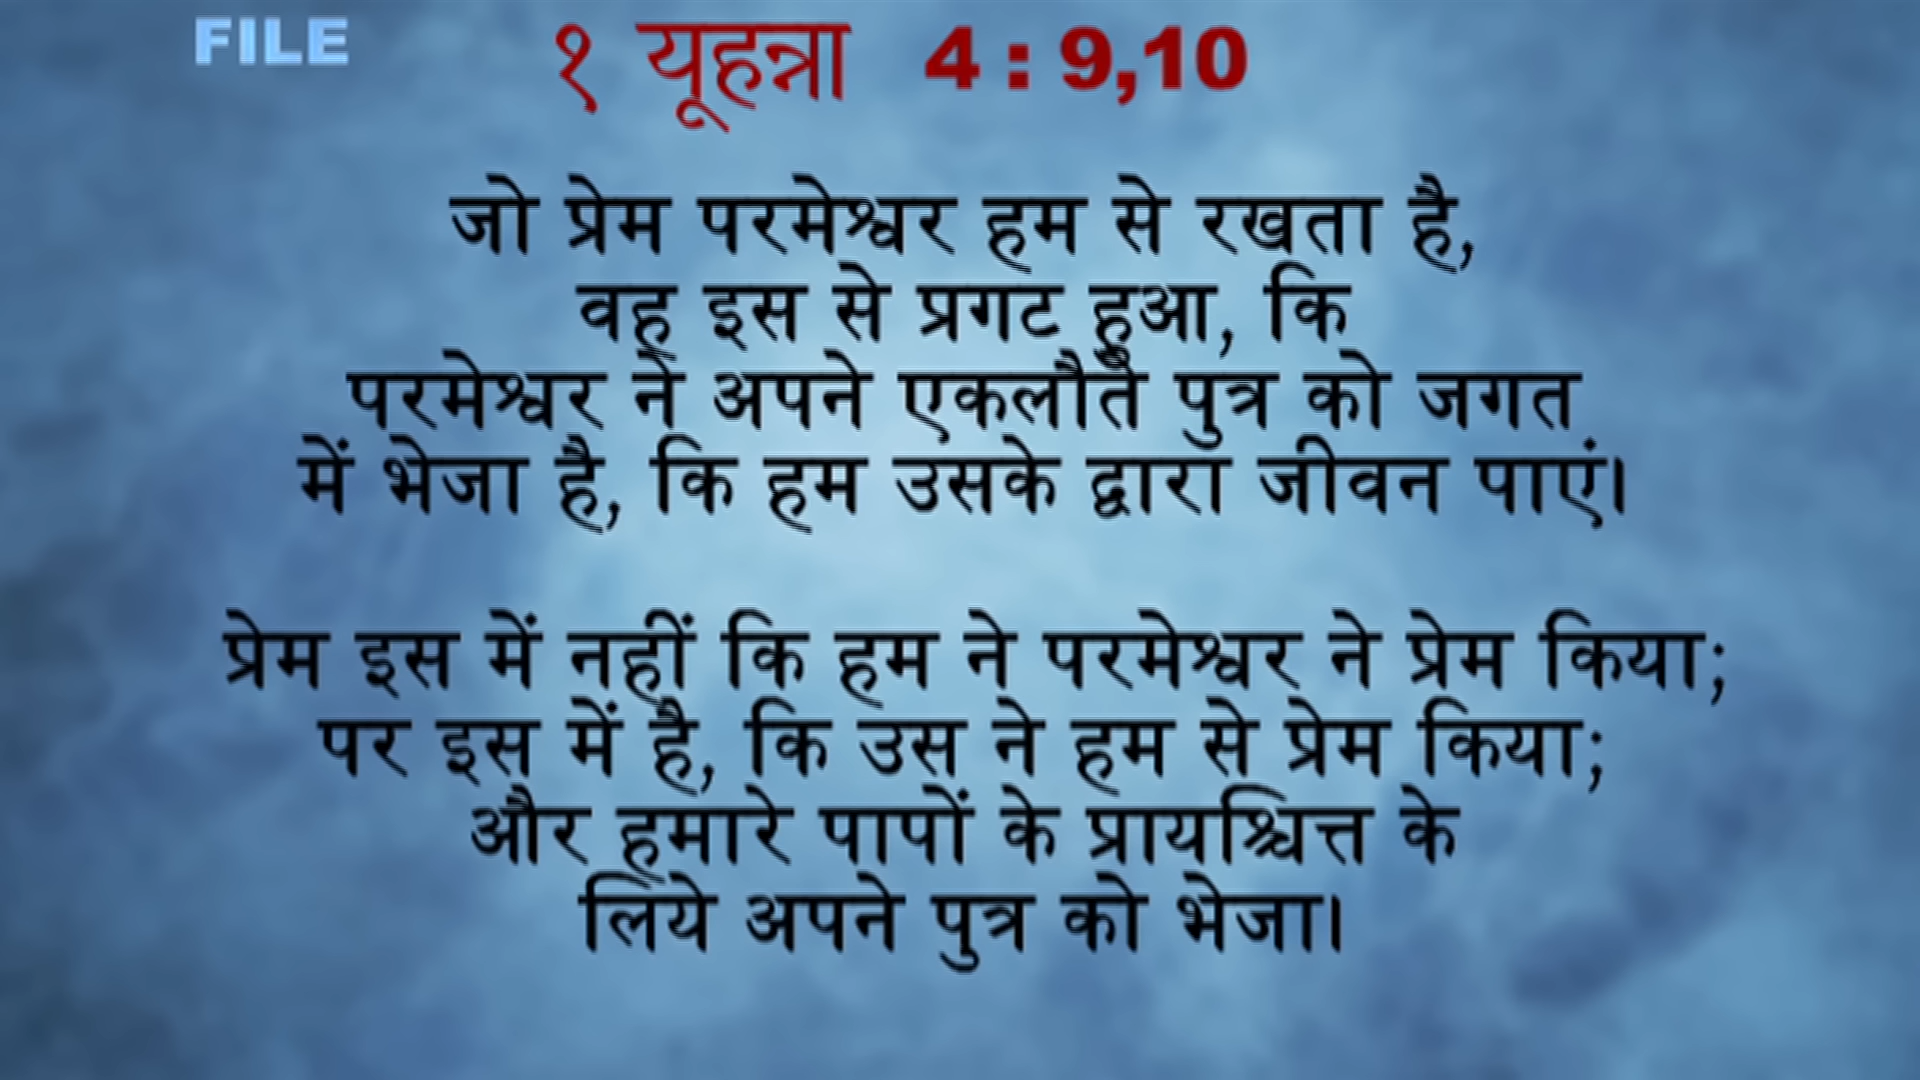 FILE
१ यूहन्ना 4 : 9,10
जो प्रेम परमेश्वर हम से रखता है,
वह इस से प्रगट हुआ, कि
परमेश्वर ने अपने एकलौते पुत्र को जगत
में भेजा है, कि हम उसके द्वारा जीवन पाएं।
प्रेम इस में नहीं कि हम ने परमेश्वर ने प्रेम किया;
पर इस में है, कि उस ने हम से प्रेम किया;
और हमारे पापों के प्रायश्चित्त के
लिये अपने पुत्र को भेजा।